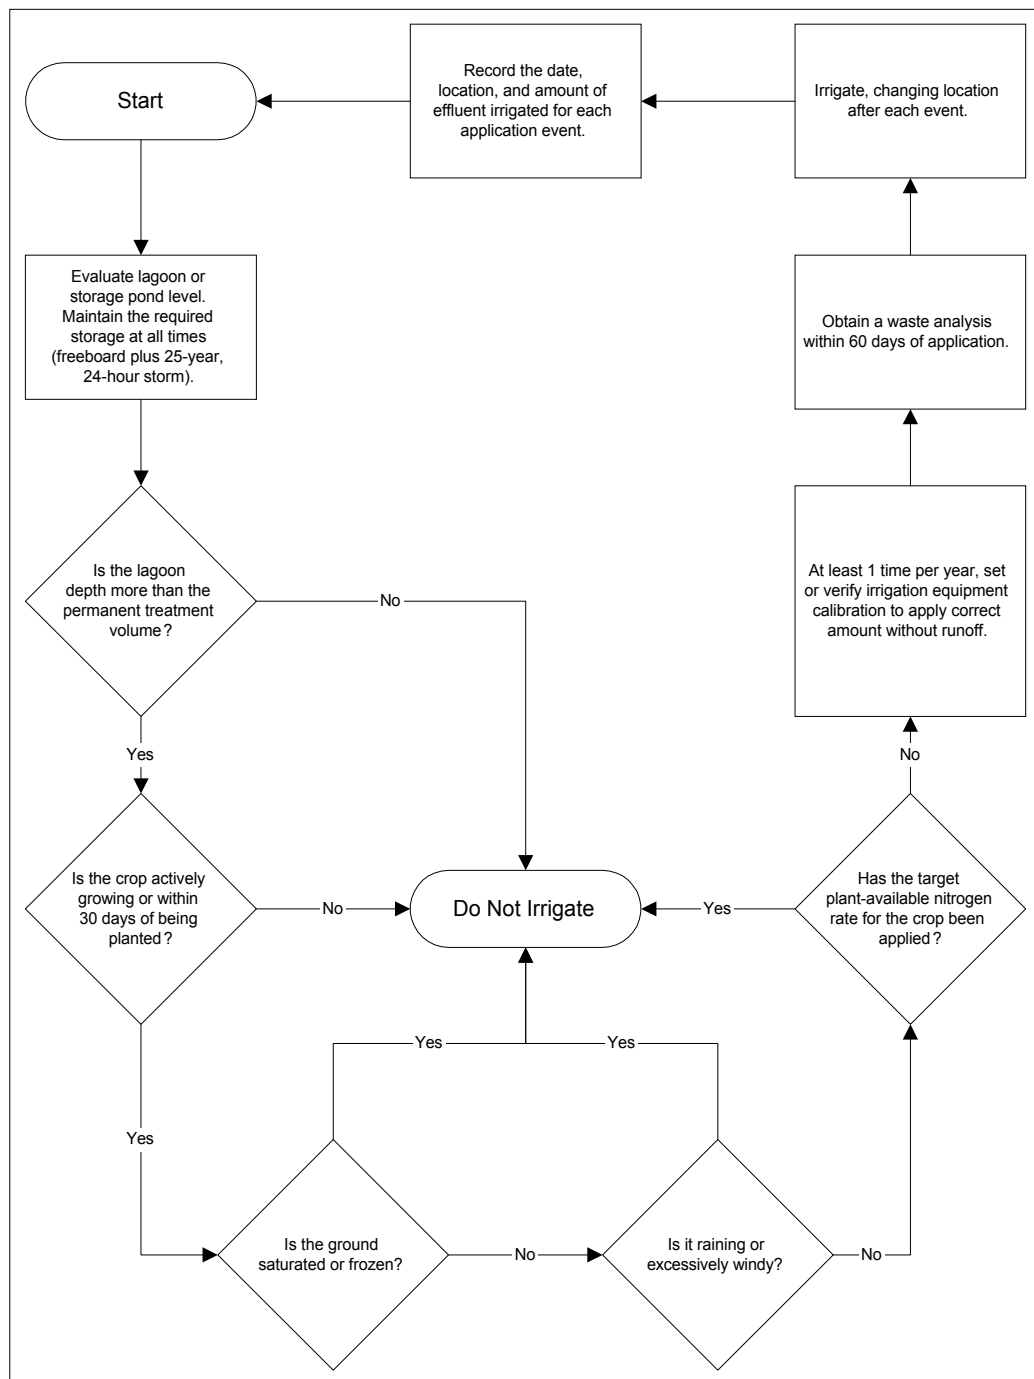 Start
Record the date,
location, and amount of
effluent irrigated for each
application event.
Irrigate, changing location
after each event.
Evaluate lagoon or
storage pond level.
Maintain the required
storage at all times
(freeboard plus 25-year,
24-hour storm).
Obtain a waste analysis
within 60 days of application.
Is the lagoon
depth more than the
permanent treatment
volume?
No
At least 1 time per year, set
or verify irrigation equipment
calibration to apply correct
amount without runoff.
Yes
No
Is the crop actively
growing or within
30 days of being
planted?
No
Do Not Irrigate
Yes
Has the target
plant-available nitrogen
rate for the crop been
applied?
Yes
Yes
Yes
Is the ground
saturated or frozen?
No
Is it raining or
excessively windy?
No